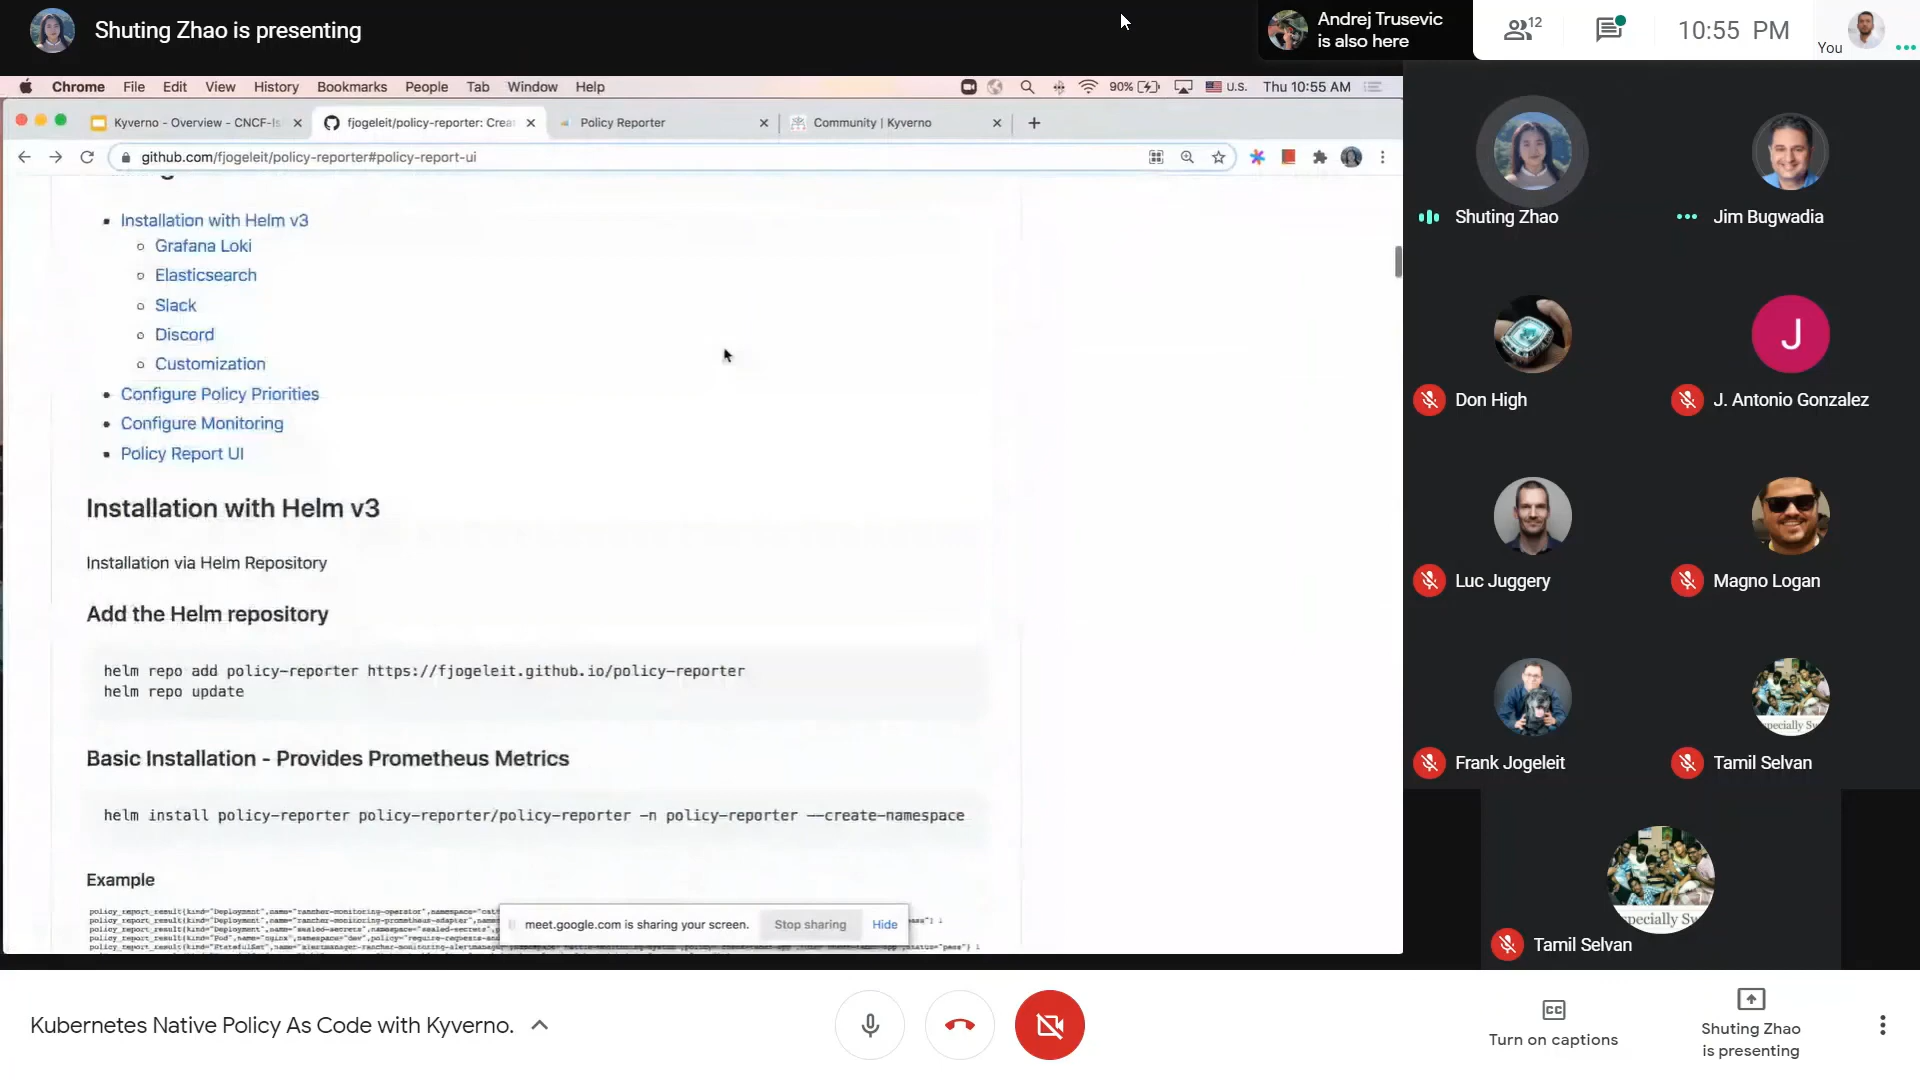 Shuting Zhao is presenting
Andrej Trusevic
is also here
12
10:55 PM
You
Chrome File Edit View History Bookmarks People Tab Window Help
90% U.S. Thu 10:55 AM
Kyverno - Overview - CNCF-Is
fjogeleit/policy-reporter: Crea
Policy Reporter
Community | Kyverno
github.com/fjogeleit/policy-reporter#policy-report-ui
Installation with Helm v3
Grafana Loki
Elasticsearch
Slack
Discord
Customization
Configure Policy Priorities
Configure Monitoring
Policy Report UI
Installation with Helm v3
Installation via Helm Repository
Add the Helm repository
helm repo add policy-reporter https://fjogeleit.github.io/policy-reporter
helm repo update
Basic Installation - Provides Prometheus Metrics
helm install policy-reporter policy-reporter/policy-reporter -n policy-reporter --create-namespace
Example
meet.google.com is sharing your screen. Stop sharing Hide
Shuting Zhao
Jim Bugwadia
Don High
J
J. Antonio Gonzalez
Luc Juggery
Magno Logan
Frank Jogeleit
pecially Sw
Tamil Selvan
pecially Sw
Tamil Selvan
Kubernetes Native Policy As Code with Kyverno.
CC
Turn on captions
Shuting Zhao
is presenting